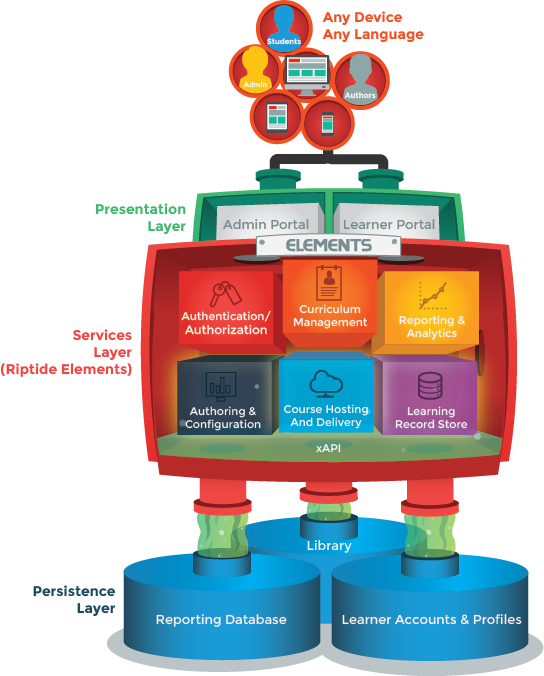 Any Device
Any Language
Students
Admin
Authors
Presentation
Layer
Admin Portal
Learner Portal
ELEMENTS
Services
Layer
(Riptide Elements)
Authentication/
Authorization
Curriculum
Management
Reporting &
Analytics
Authoring &
Configuration
Course Hosting
And Delivery
Learning
Record Store
xAPI
Library
Persistence
Layer
Reporting Database
Learner Accounts & Profiles